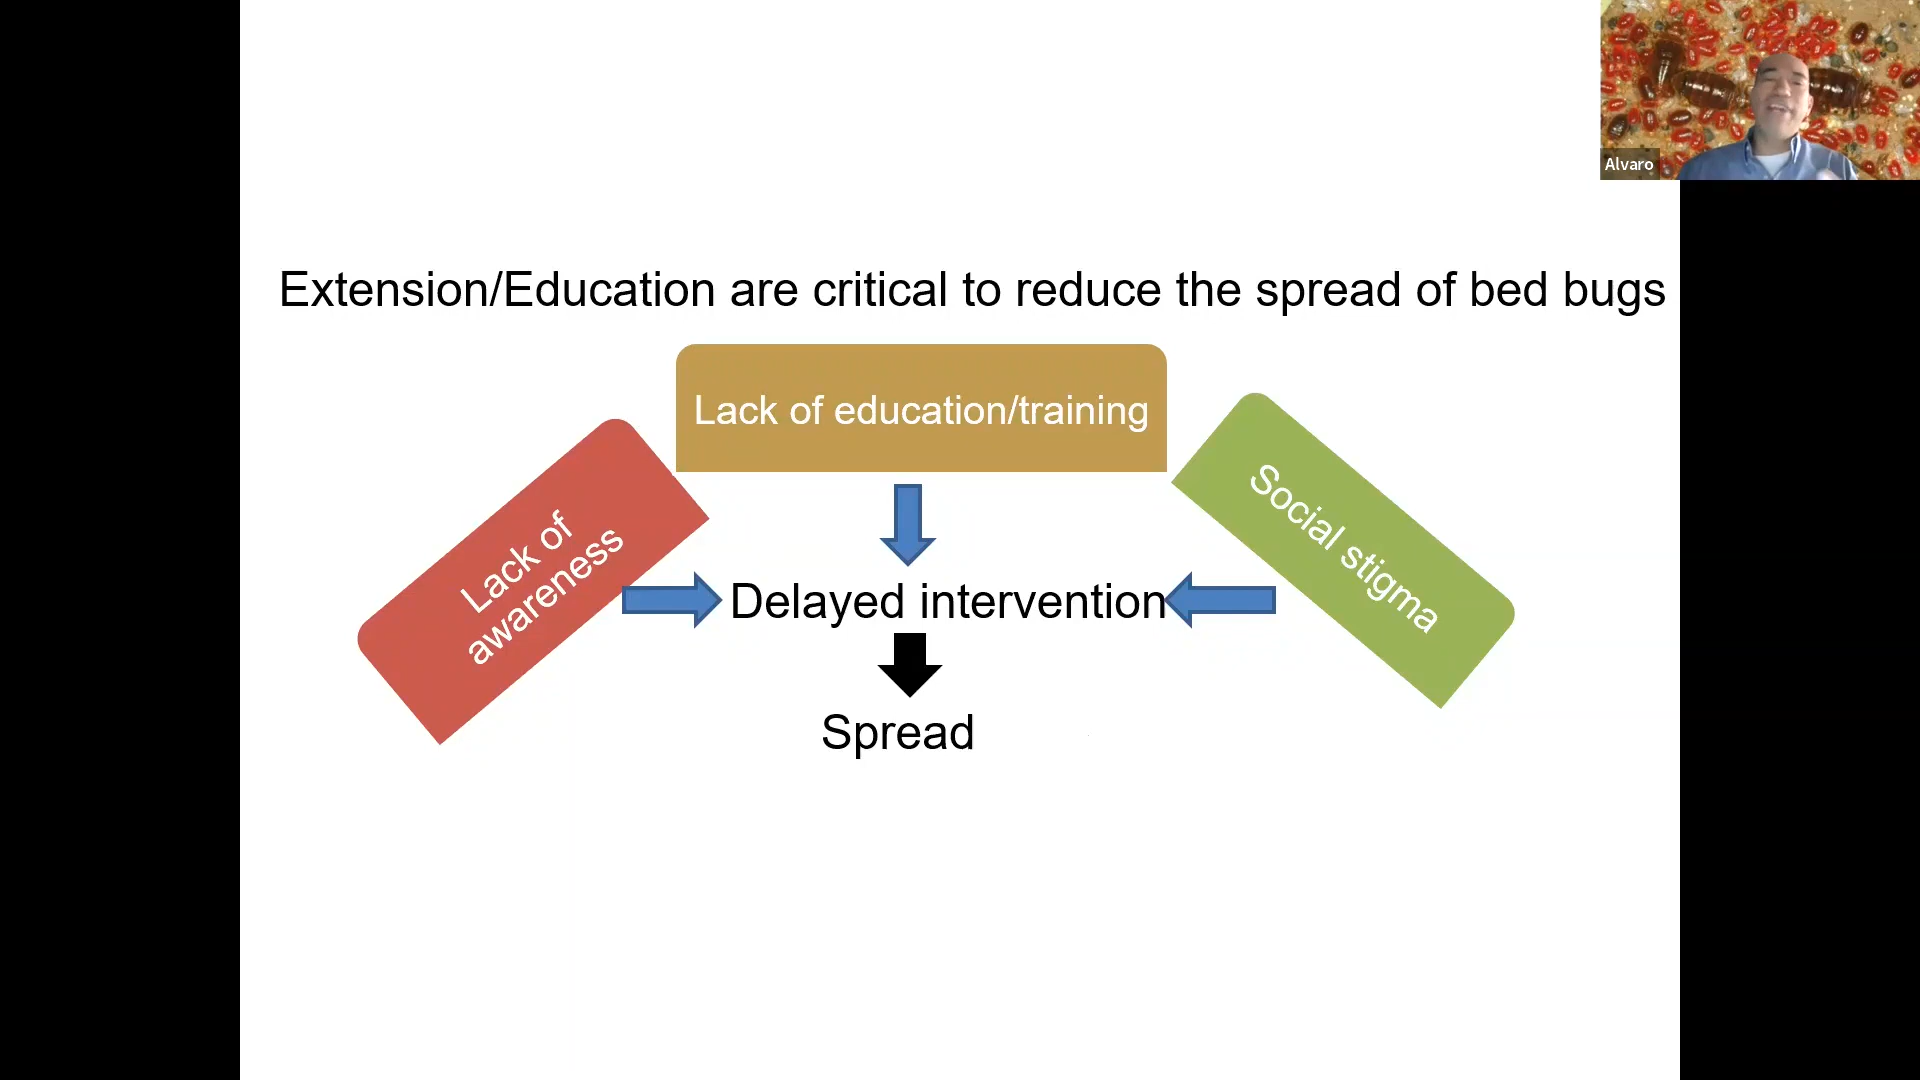 Alvaro
Extension/Education are critical to reduce the spread of bed bugs
Lack of education/training
Lack of
awareness
Social stigma
Delayed intervention
Spread